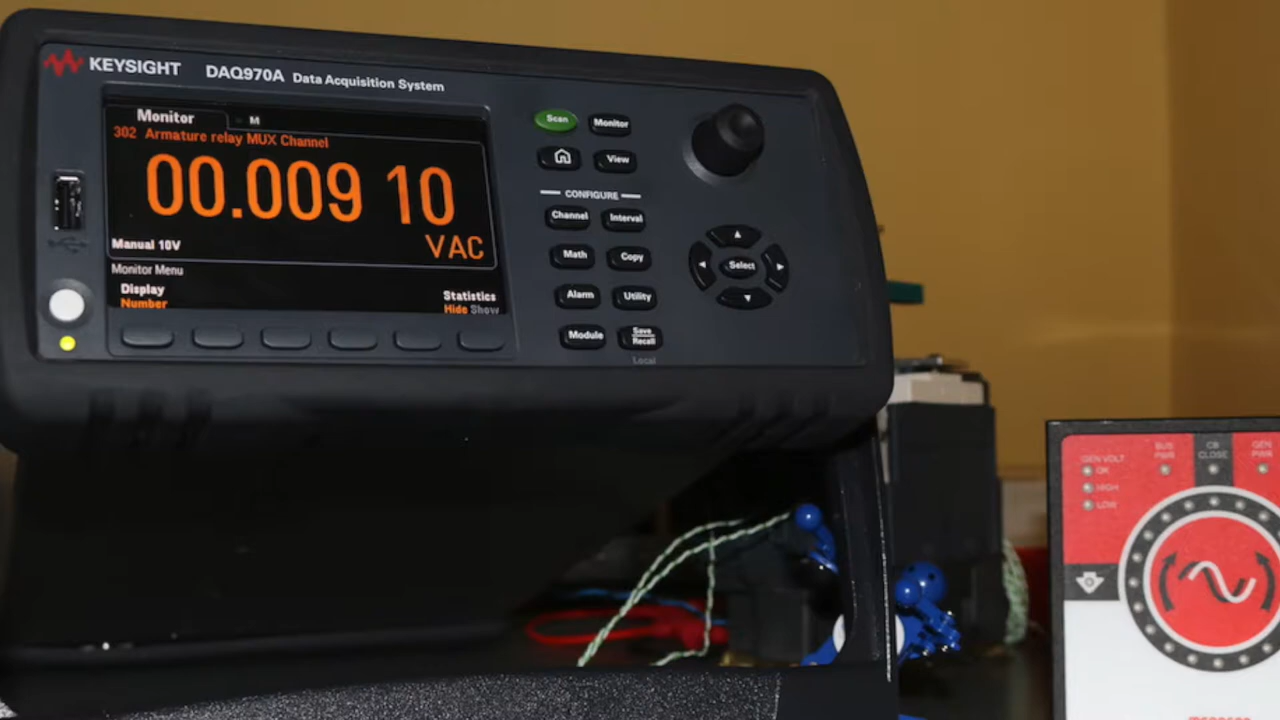 KEYSIGHT DAQ970A Data Acquisition System
Monitor M
302 Armature relay MUX Channel
00.009 10
VAC
Manual 10V
Monitor Menu
Display
Number
Statistics
Hide Show
Scan
Monitor
View
CONFIGURE
Channel
Interval
Math
Copy
Alarm
Utility
Module
Save
Recall
Local
Select
GEN VOLT
OK
HIGH
LOW
BUS
PWR
CB
CLOSE
GEN
PWR